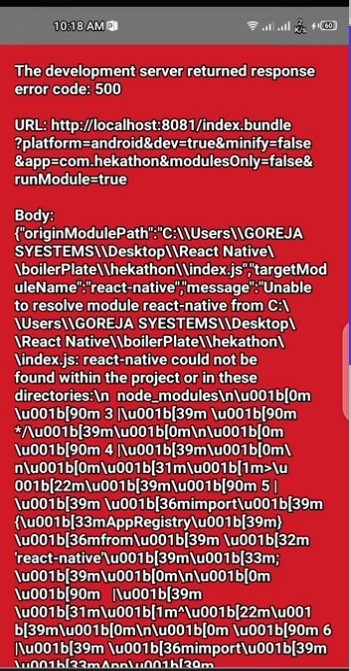 10:18 AM
2
K/s
60
The development server returned response
error code: 500
URL: http://localhost:8081/index.bundle
?platform=android&dev=true&minify=false
&app=com.hekathon&modulesOnly=false&
runModule=true
Body:
{"originModulePath":"C:\\Users\\GOREJA
SYESTEMS\\Desktop\\React Native\
\boilerPlate\\hekathon\\index.js","targetMod
uleName":"react-native","message":"Unable
to resolve module react-native from C:\
\Users\\GOREJA SYESTEMS\\Desktop\
\React Native\\boilerPlate\\hekathon\
\index.js: react-native could not be
found within the project or in these
directories:\n  node_modules\n\u001b[0m
\u001b[90m 3 |\u001b[39m \u001b[90m
*/\u001b[39m\u001b[0m\n\u001b[0m
\u001b[90m 4 |\u001b[39m\u001b[0m\
n\u001b[0m\u001b[31m\u001b[1m>\u
001b[22m\u001b[39m\u001b[90m 5 |
\u001b[39m \u001b[36mimport\u001b[39m
{\u001b[33mAppRegistry\u001b[39m}
\u001b[36mfrom\u001b[39m \u001b[32m
'react-native'\u001b[39m\u001b[33m;
\u001b[39m\u001b[0m\n\u001b[0m
\u001b[90m   |\u001b[39m
\u001b[31m\u001b[1m^\u001b[22m\u001
b[39m\u001b[0m\n\u001b[0m \u001b[90m 6
|\u001b[39m \u001b[36mimport\u001b[39m
\u001b[33mApp\u001b[39m